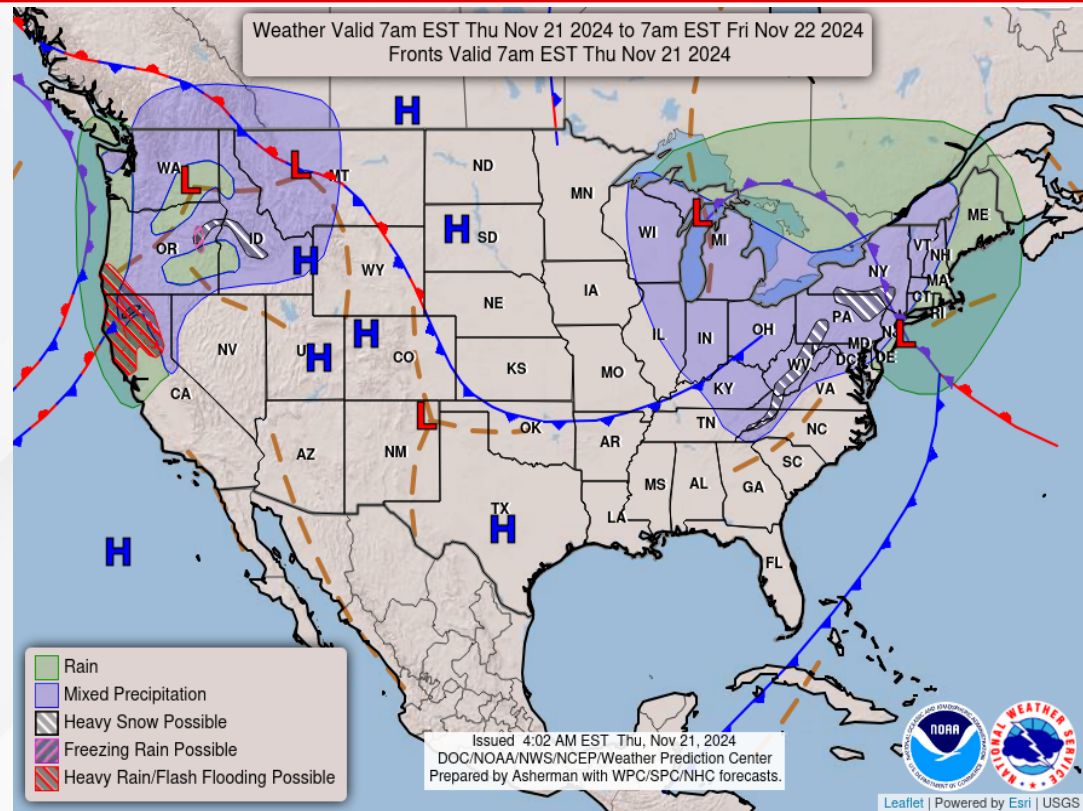 Weather Valid 7am EST Thu Nov 21 2024 to 7am EST Fri Nov 22 2024
Fronts Valid 7am EST Thu Nov 21 2024
H
WA
L
L
MT
ND
MN
ME
OR
ID
H
H
SD
WI
L
MI
VT
NH
WY
NY
MA
CT
RI
NE
IA
PA
NJ
L
NV
H
UT
H
CO
IL
IN
OH
MD
DE
DC
WV
KS
MO
KY
VA
CA
L
OK
TN
NC
AZ
NM
AR
SC
MS
AL
GA
TX
H
LA
H
FL
Rain
Mixed Precipitation
Heavy Snow Possible
Freezing Rain Possible
Heavy Rain/Flash Flooding Possible
Issued 4:02 AM EST Thu, Nov 21, 2024
DOC/NOAA/NWS/NCEP/Weather Prediction Center
Prepared by Asherman with WPC/SPC/NHC forecasts.
NOAA
NATIONAL WEATHER SERVICE
Leaflet | Powered by Esri | USGS